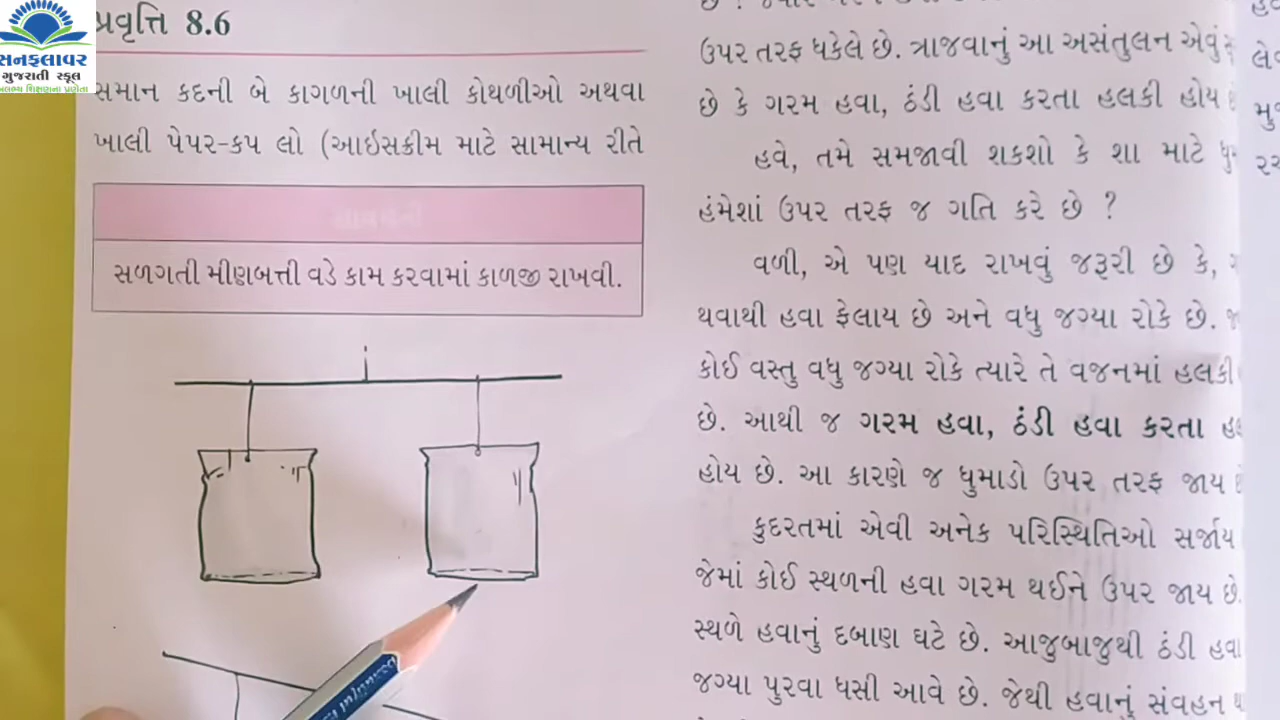 સનફલાવર
ગુજરાતી સ્કૂલ
પ્રવૃત્તિ 8.6
સમાન કદની બે કાગળની ખાલી કોથળીઓ અથવા
ખાલી પેપર-કપ લો (આઇસક્રીમ માટે સામાન્ય રીતે
સળગતી મીણબત્તી વડે કામ કરવામાં કાળજી રાખવી.
ઉપર તરફ ધકેલે છે. ત્રાજવાનું આ અસંતુલન એવું
છે કે ગરમ હવા, ઠંડી હવા કરતા હલકી હોય
હવે, તમે સમજાવી શકશો કે શા માટે
હંમેશાં ઉપર તરફ જ ગતિ કરે છે ?
વળી, એ પણ યાદ રાખવું જરૂરી છે કે,
થવાથી હવા ફેલાય છે અને વધુ જગ્યા રોકે છે.
કોઈ વસ્તુ વધુ જગ્યા રોકે ત્યારે તે વજનમાં હલકી
છે. આથી જ ગરમ હવા, ઠંડી હવા કરતા
હોય છે. આ કારણે જ ધુમાડો ઉપર તરફ જાય
કુદરતમાં એવી અનેક પરિસ્થિતિઓ સર્જાય
જેમાં કોઈ સ્થળની હવા ગરમ થઈને ઉપર જાય છે.
સ્થળે હવાનું દબાણ ઘટે છે. આજુબાજુથી ઠંડી હવા
જગ્યા પુરવા ધસી આવે છે. જેથી હવાનું સંવહન